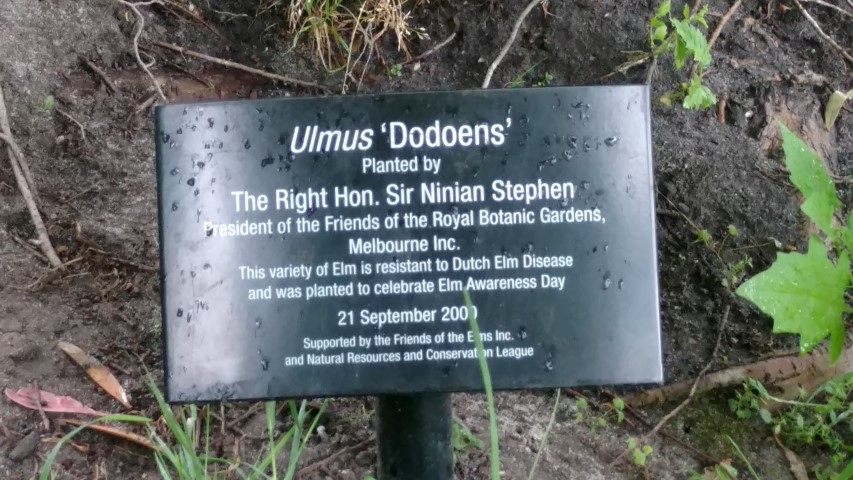 Ulmus ‘Dodoens’
Planted by
The Right Hon. Sir Ninian Stephen
President of the Friends of the Royal Botanic Gardens,
Melbourne Inc.
This variety of Elm is resistant to Dutch Elm Disease
and was planted to celebrate Elm Awareness Day
21 September 2000
Supported by the Friends of the Elms Inc.
and Natural Resources and Conservation League